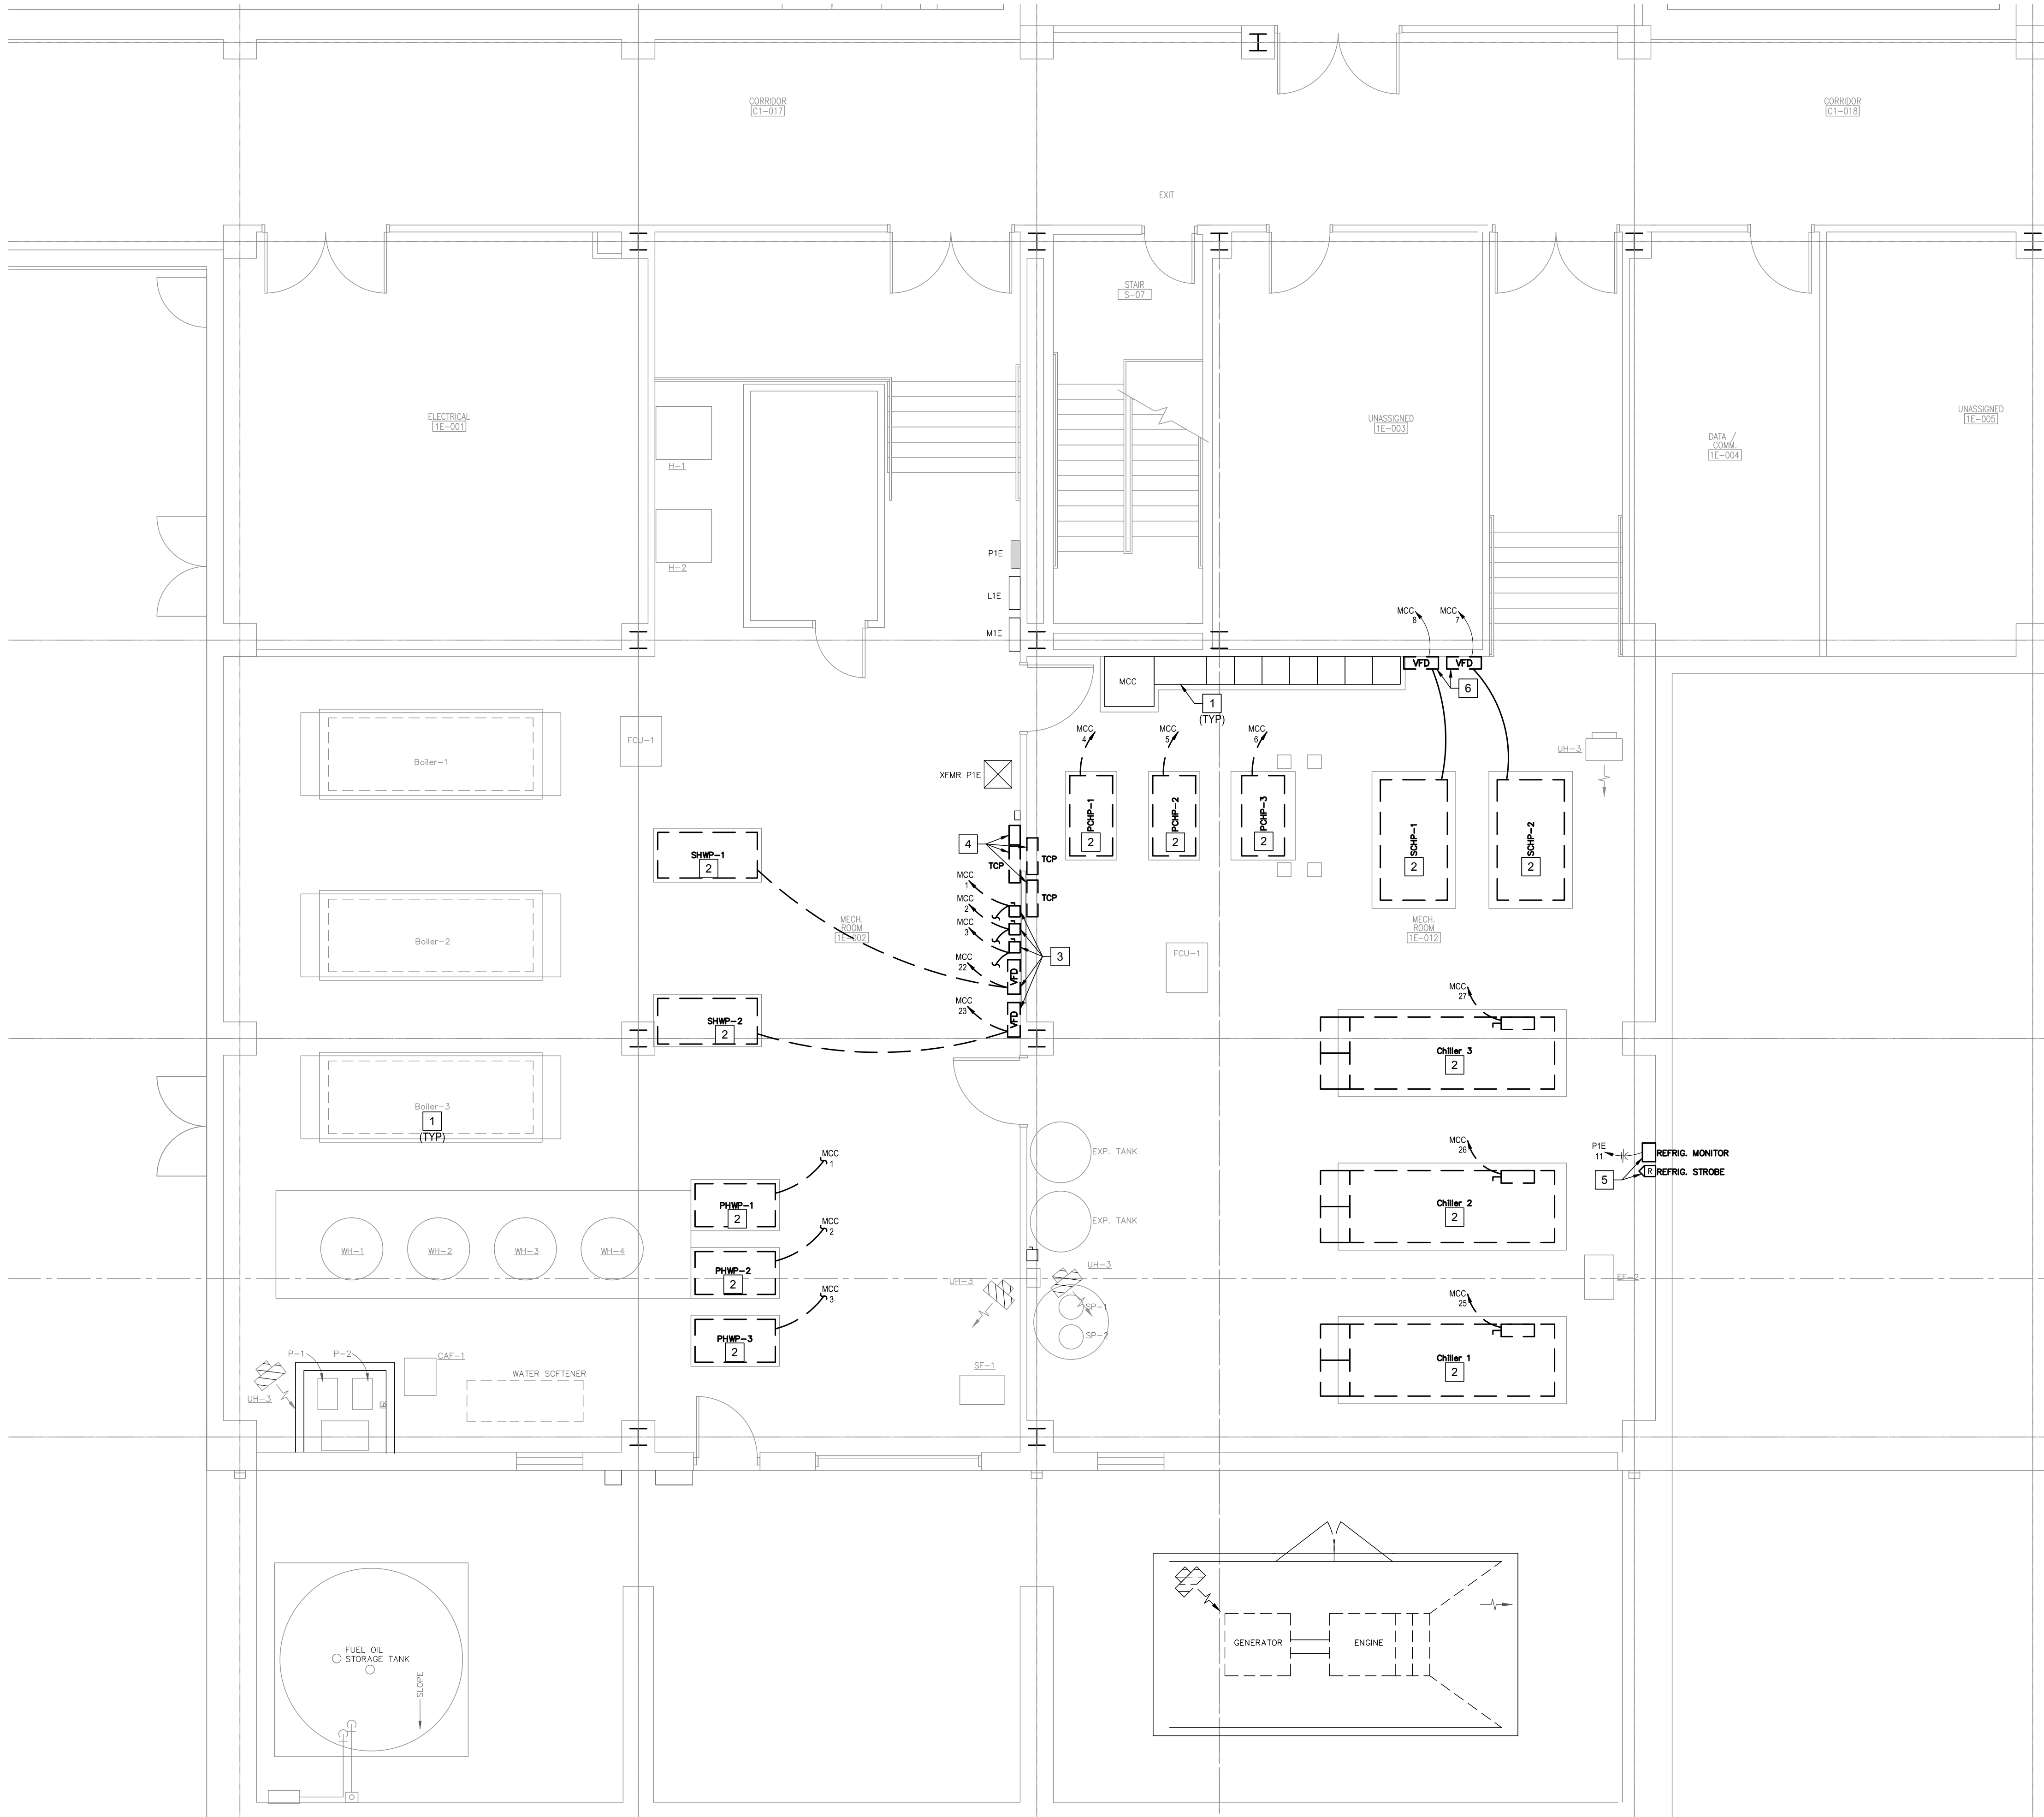 CORRIDOR
C1-017
CORRIDOR
C1-018
EXIT
STAIR
S-07
ELECTRICAL
1E-001
UNASSIGNED
1E-003
UNASSIGNED
1E-005
DATA /
COMM.
1E-004
H-1
H-2
P1E
L1E
M1E
MCC
8
MCC
7
VFD
VFD
6
MCC
1
(TYP)
MCC
4
MCC
5
MCC
6
FCU-1
Boiler-1
XFMR P1E
UH-3
PCHP-1
2
PCHP-2
2
PCHP-3
2
SCHP-1
2
SCHP-2
2
SHWP-1
2
4
TCP
TCP
TCP
MCC
1
MCC
2
MCC
3
MCC
22
MCC
23
VFD
VFD
3
MECH.
ROOM
1E-002
MECH.
ROOM
1E-012
Boiler-2
FCU-1
SHWP-2
2
MCC
27
Chiller 3
2
Boiler-3
1
(TYP)
EXP. TANK
EXP. TANK
MCC
26
Chiller 2
2
P1E
11
REFRIG. MONITOR
R
REFRIG. STROBE
5
MCC
1
PHWP-1
2
MCC
2
PHWP-2
2
MCC
3
PHWP-3
2
WH-1
WH-2
WH-3
WH-4
UH-3
UH-3
SP-1
SP-2
EF-2
MCC
25
Chiller 1
2
P-1
P-2
CAF-1
UH-3
WATER SOFTENER
SF-1
FUEL OIL
STORAGE TANK
SLOPE
GENERATOR
ENGINE